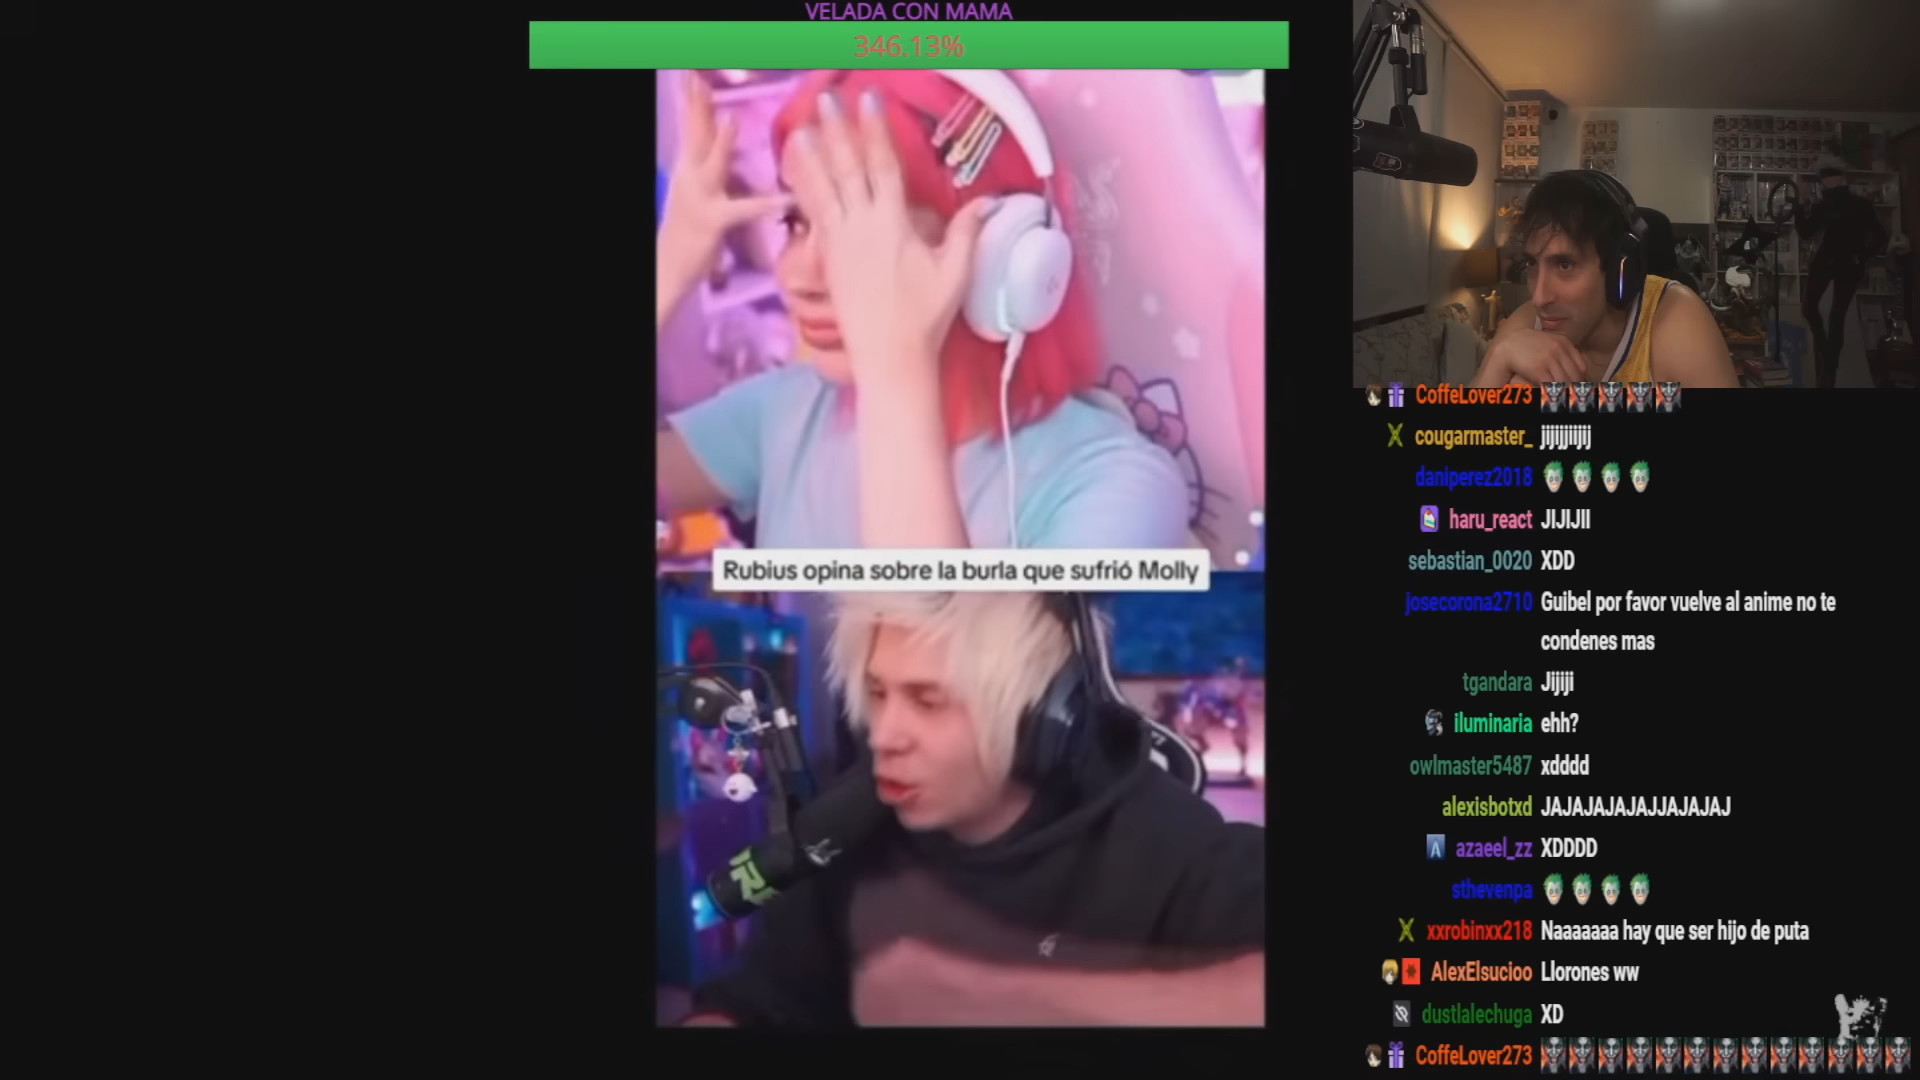 VELADA CON MAMA
346.13%
Rubius opina sobre la burla que sufrió Molly
CoffeLover273
cougarmaster_ jijijjiijij
daniperez2018
haru_react JIJIJII
sebastian_0020 XDD
josecorona2710 Guibel por favor vuelve al anime no te
condenes mas
tgandara Jijiji
iluminaria ehh?
owlmaster5487 xdddd
alexisbotxd JAJAJAJAJAJJAJAJAJ
azaeel_zz XDDDD
sthevenpa
xxrobinxx218 Naaaaaaa hay que ser hijo de puta
AlexElsucioo Llorones ww
dustlalechuga XD
CoffeLover273